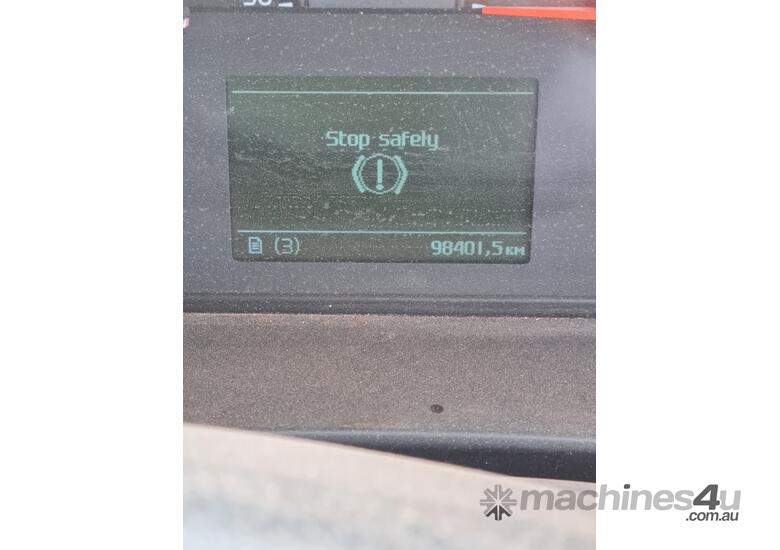 Stop safely
(!)
(3) 98401,5 км
machines4u
.com.au